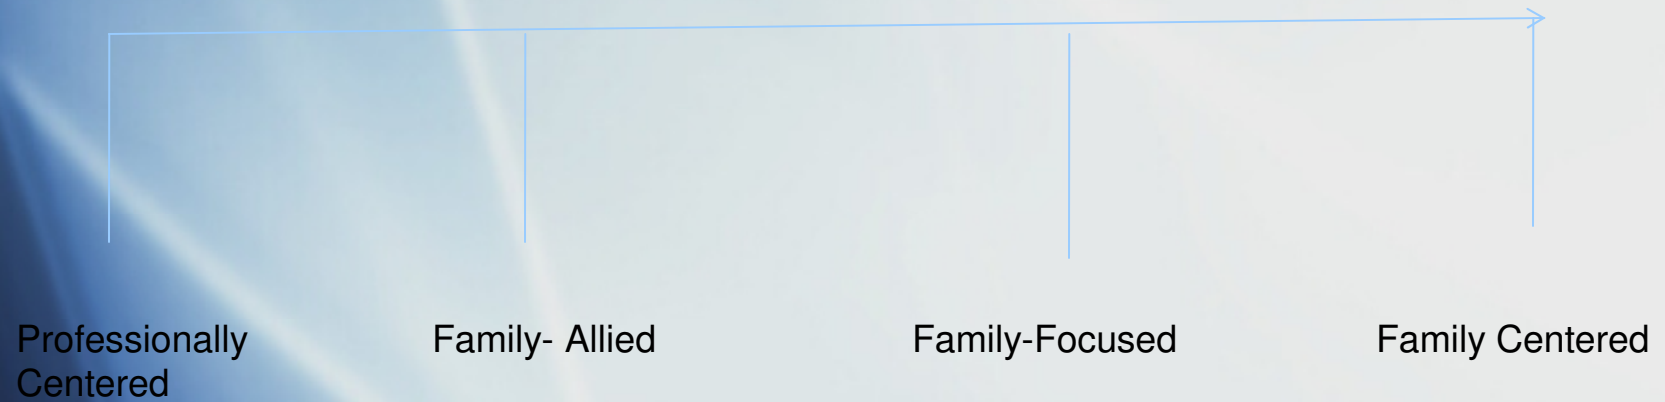 Professionally
Centered
Family- Allied
Family-Focused
Family Centered